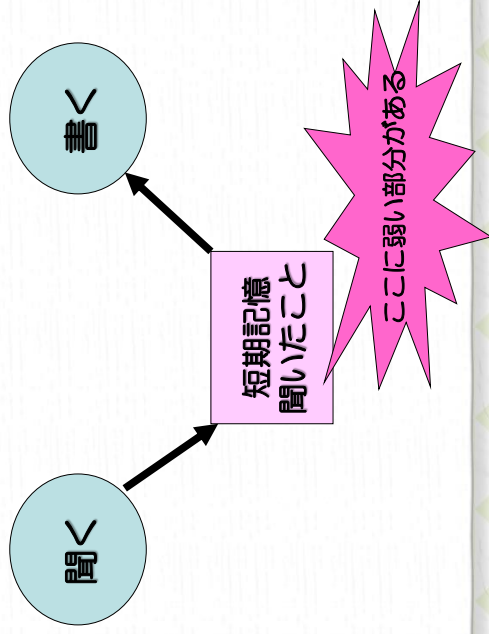 聞く
書く
短期記憶
聞いたこと
ここに弱い部分がある